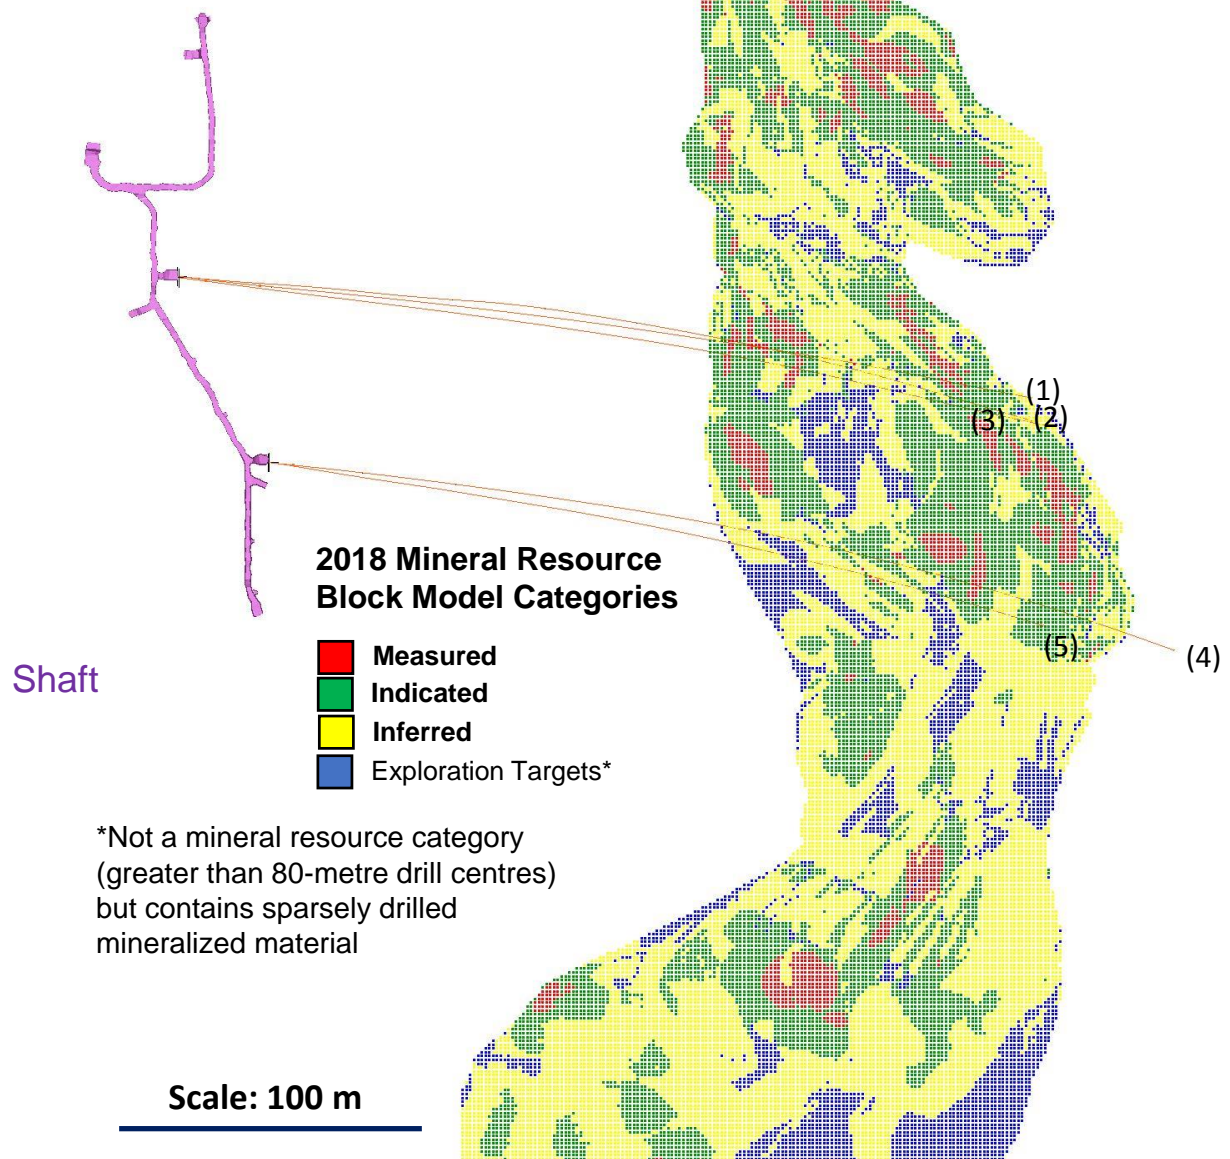 (1)
(3) (2)
2018 Mineral Resource
Block Model Categories
Measured
Indicated
Inferred
Exploration Targets*
Shaft
(5) (4)
*Not a mineral resource category
(greater than 80-metre drill centres)
but contains sparsely drilled
mineralized material
Scale: 100 m